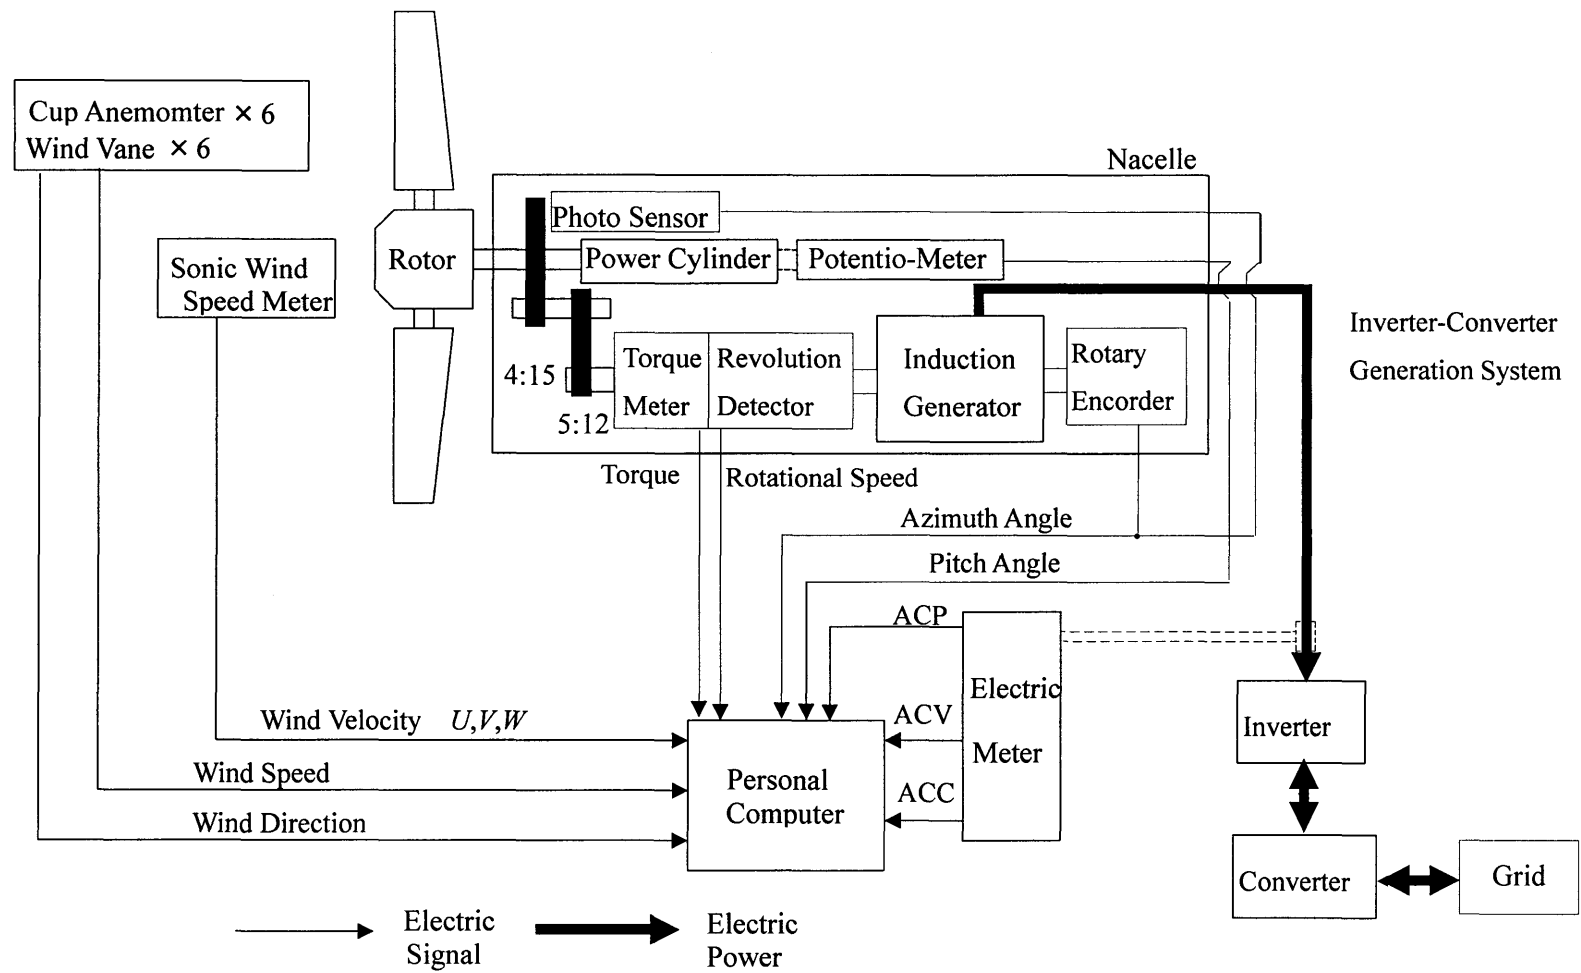 Cup Anemomter × 6
Wind Vane × 6
Nacelle
Photo Sensor
Rotor
Power Cylinder
Potentio-Meter
Sonic Wind
Speed Meter
Inverter-Converter
Generation System
4:15
5:12
Torque
Meter
Revolution
Detector
Induction
Generator
Rotary
Encorder
Torque
Rotational Speed
Azimuth Angle
Pitch Angle
ACP
Electric
Meter
ACV
ACC
Wind Velocity U,V,W
Wind Speed
Wind Direction
Personal
Computer
Inverter
Converter
Grid
Electric
Signal
Electric
Power